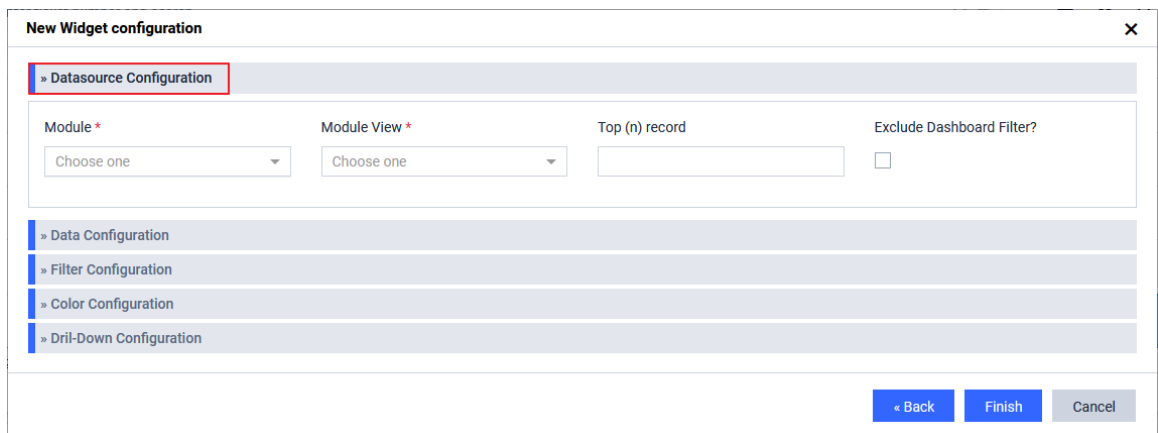 New Widget configuration
» Datasource Configuration
Module * Module View * Top (n) record Exclude Dashboard Filter?
Choose one Choose one
» Data Configuration
» Filter Configuration
» Color Configuration
» Dril-Down Configuration
« Back Finish Cancel